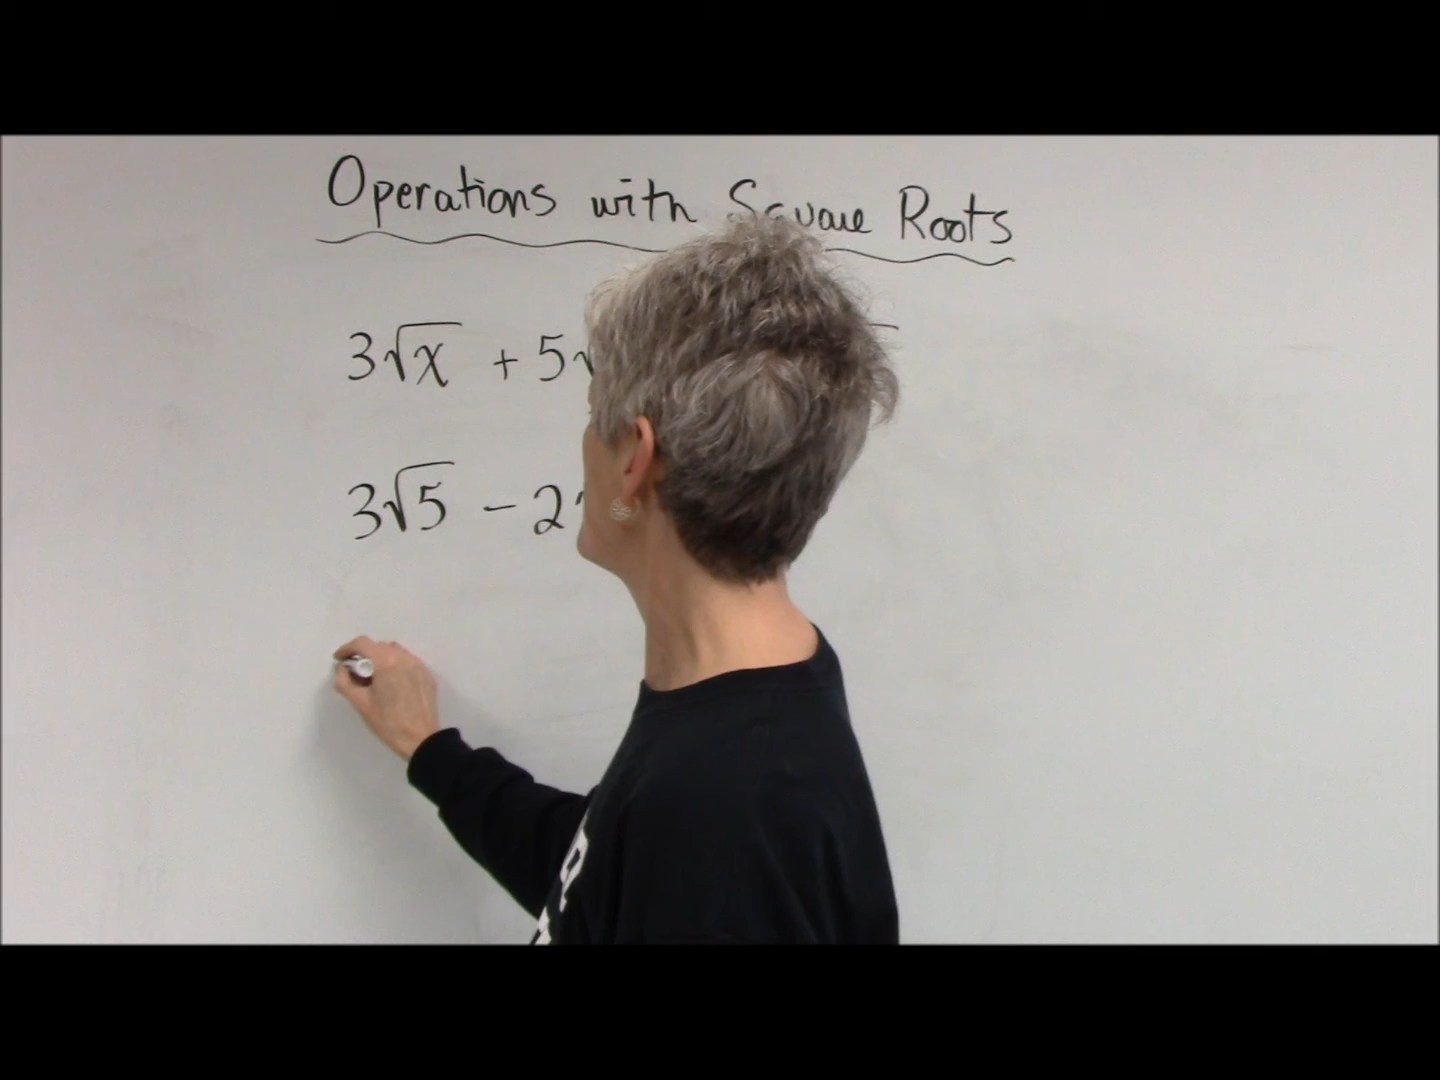 Operations with Square Roots
3√x + 5√
3√5 - 2